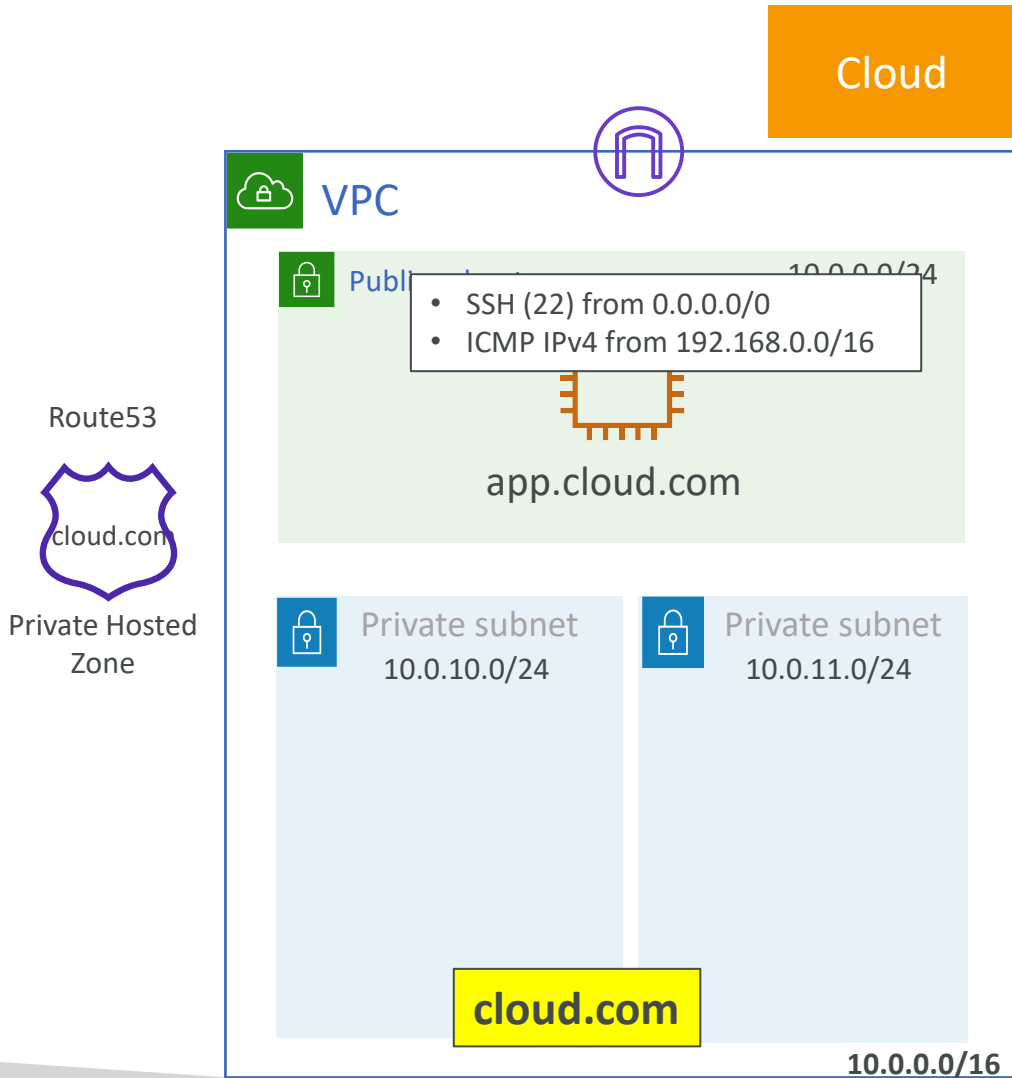 Cloud
VPC
10.0.0.0/24
• SSH (22) from 0.0.0.0/0
• ICMP IPv4 from 192.168.0.0/16
app.cloud.com
Route53
cloud.com
Private Hosted
Zone
Private subnet
10.0.10.0/24
Private subnet
10.0.11.0/24
cloud.com
10.0.0.0/16